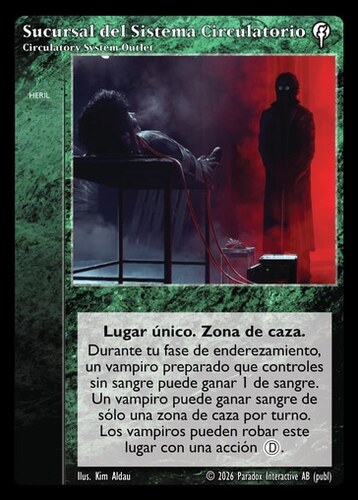 Sucursal del Sistema Circulatorio
Circulatory System Outlet
HERIL
Lugar único. Zona de caza.
Durante tu fase de enderezamiento,
un vampiro preparado que controles
sin sangre puede ganar 1 de sangre.
Un vampiro puede ganar sangre de
sólo una zona de caza por turno.
Los vampiros pueden robar este
lugar con una acción Ⓓ.
Ilus. Kim Aldau
© 2026 Paradox Interactive AB (publ)